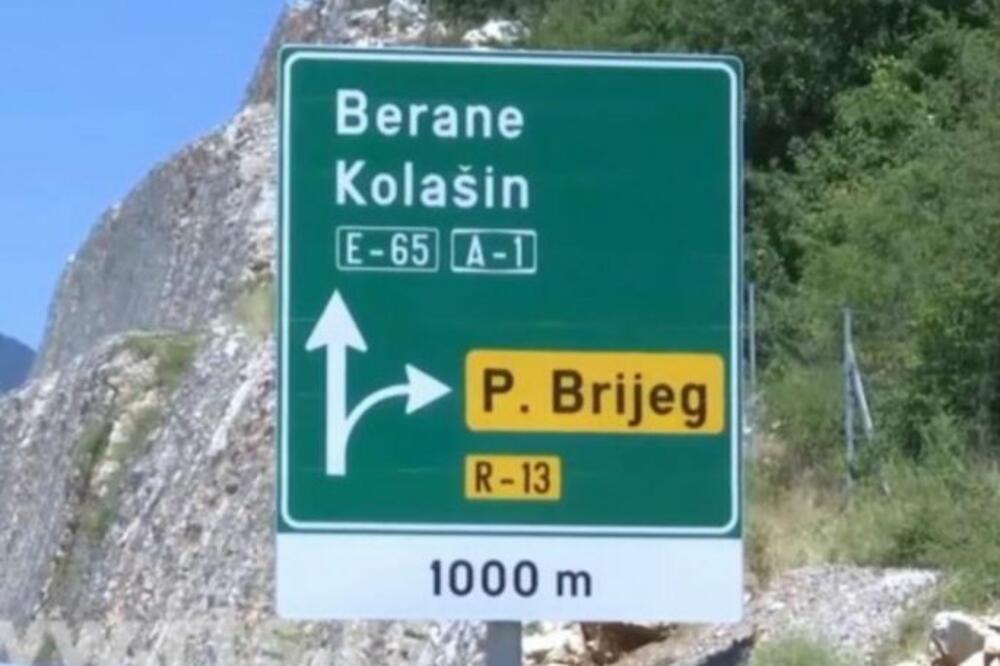 Berane
Kolašin
E-65 A-1
P. Brijeg
R-13
1000 m